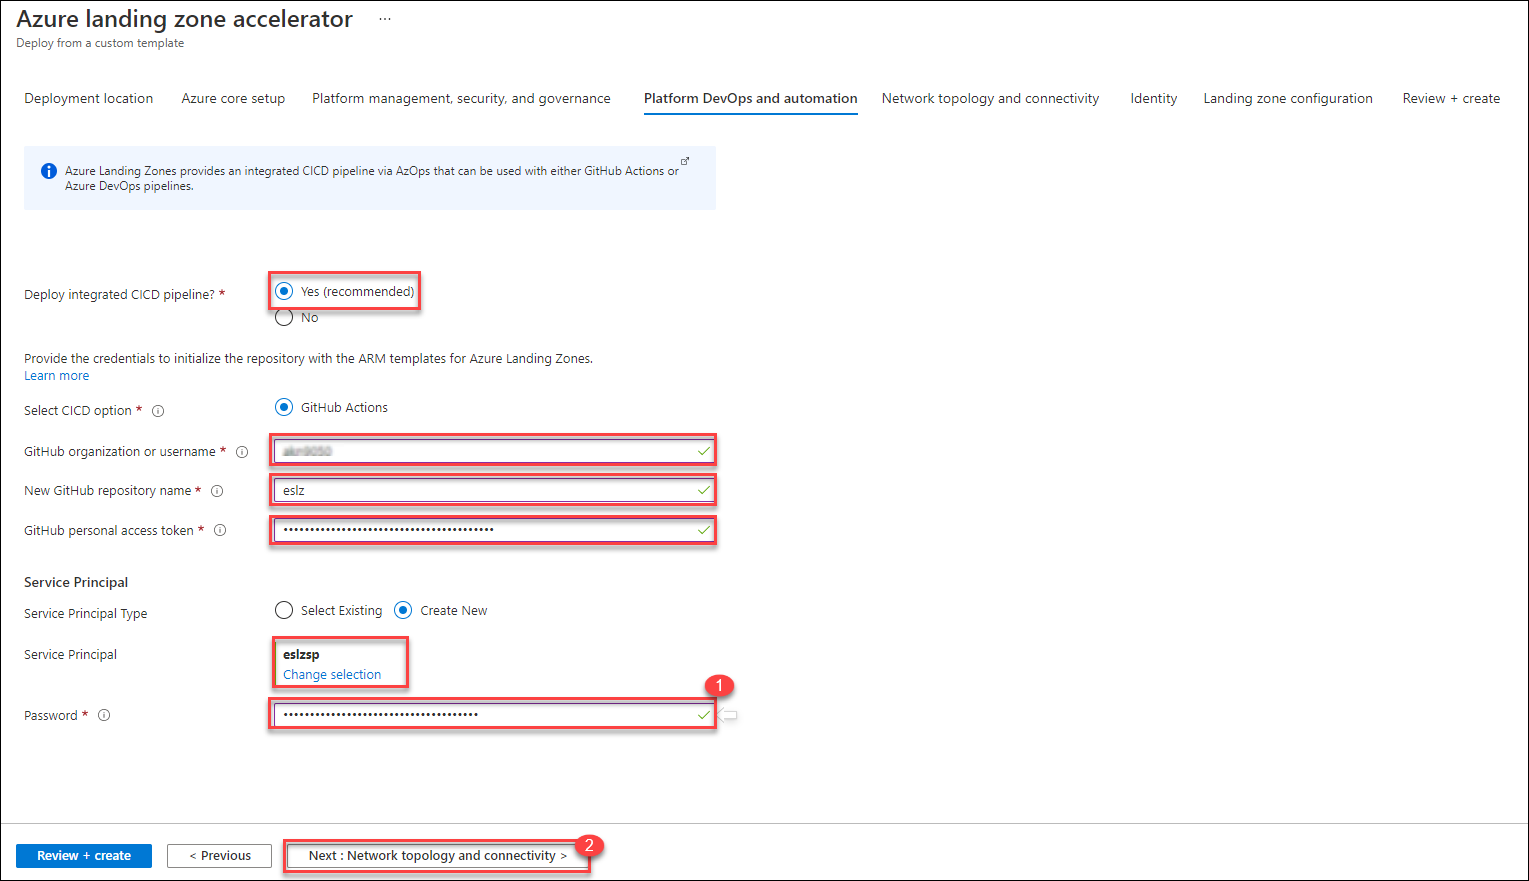 Azure landing zone accelerator ...
Deploy from a custom template
Deployment location Azure core setup Platform management, security, and governance Platform DevOps and automation Network topology and connectivity Identity Landing zone configuration Review + create
Azure Landing Zones provides an integrated CICD pipeline via AzOps that can be used with either GitHub Actions or
Azure DevOps pipelines.
Deploy integrated CICD pipeline? * Yes (recommended)
No
Provide the credentials to initialize the repository with the ARM templates for Azure Landing Zones.
Learn more
Select CICD option * GitHub Actions
GitHub organization or username *
New GitHub repository name * eslz
GitHub personal access token *
Service Principal
Service Principal Type Select Existing Create New
Service Principal eslzsp
Change selection
1
Password *
Review + create < Previous Next : Network topology and connectivity > 2